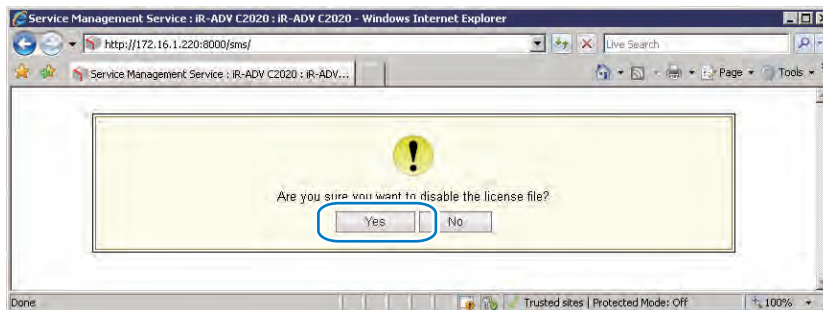 Service Management Service : iR-ADV C2020 : iR-ADV C2020 - Windows Internet Explorer
http://172.16.1.220:8000/sms/
Live Search
Service Management Service : iR-ADV C2020 : iR-ADV...
Page
Tools
!
Are you sure you want to disable the license file?
Yes No
Done
Trusted sites | Protected Mode: Off
100%